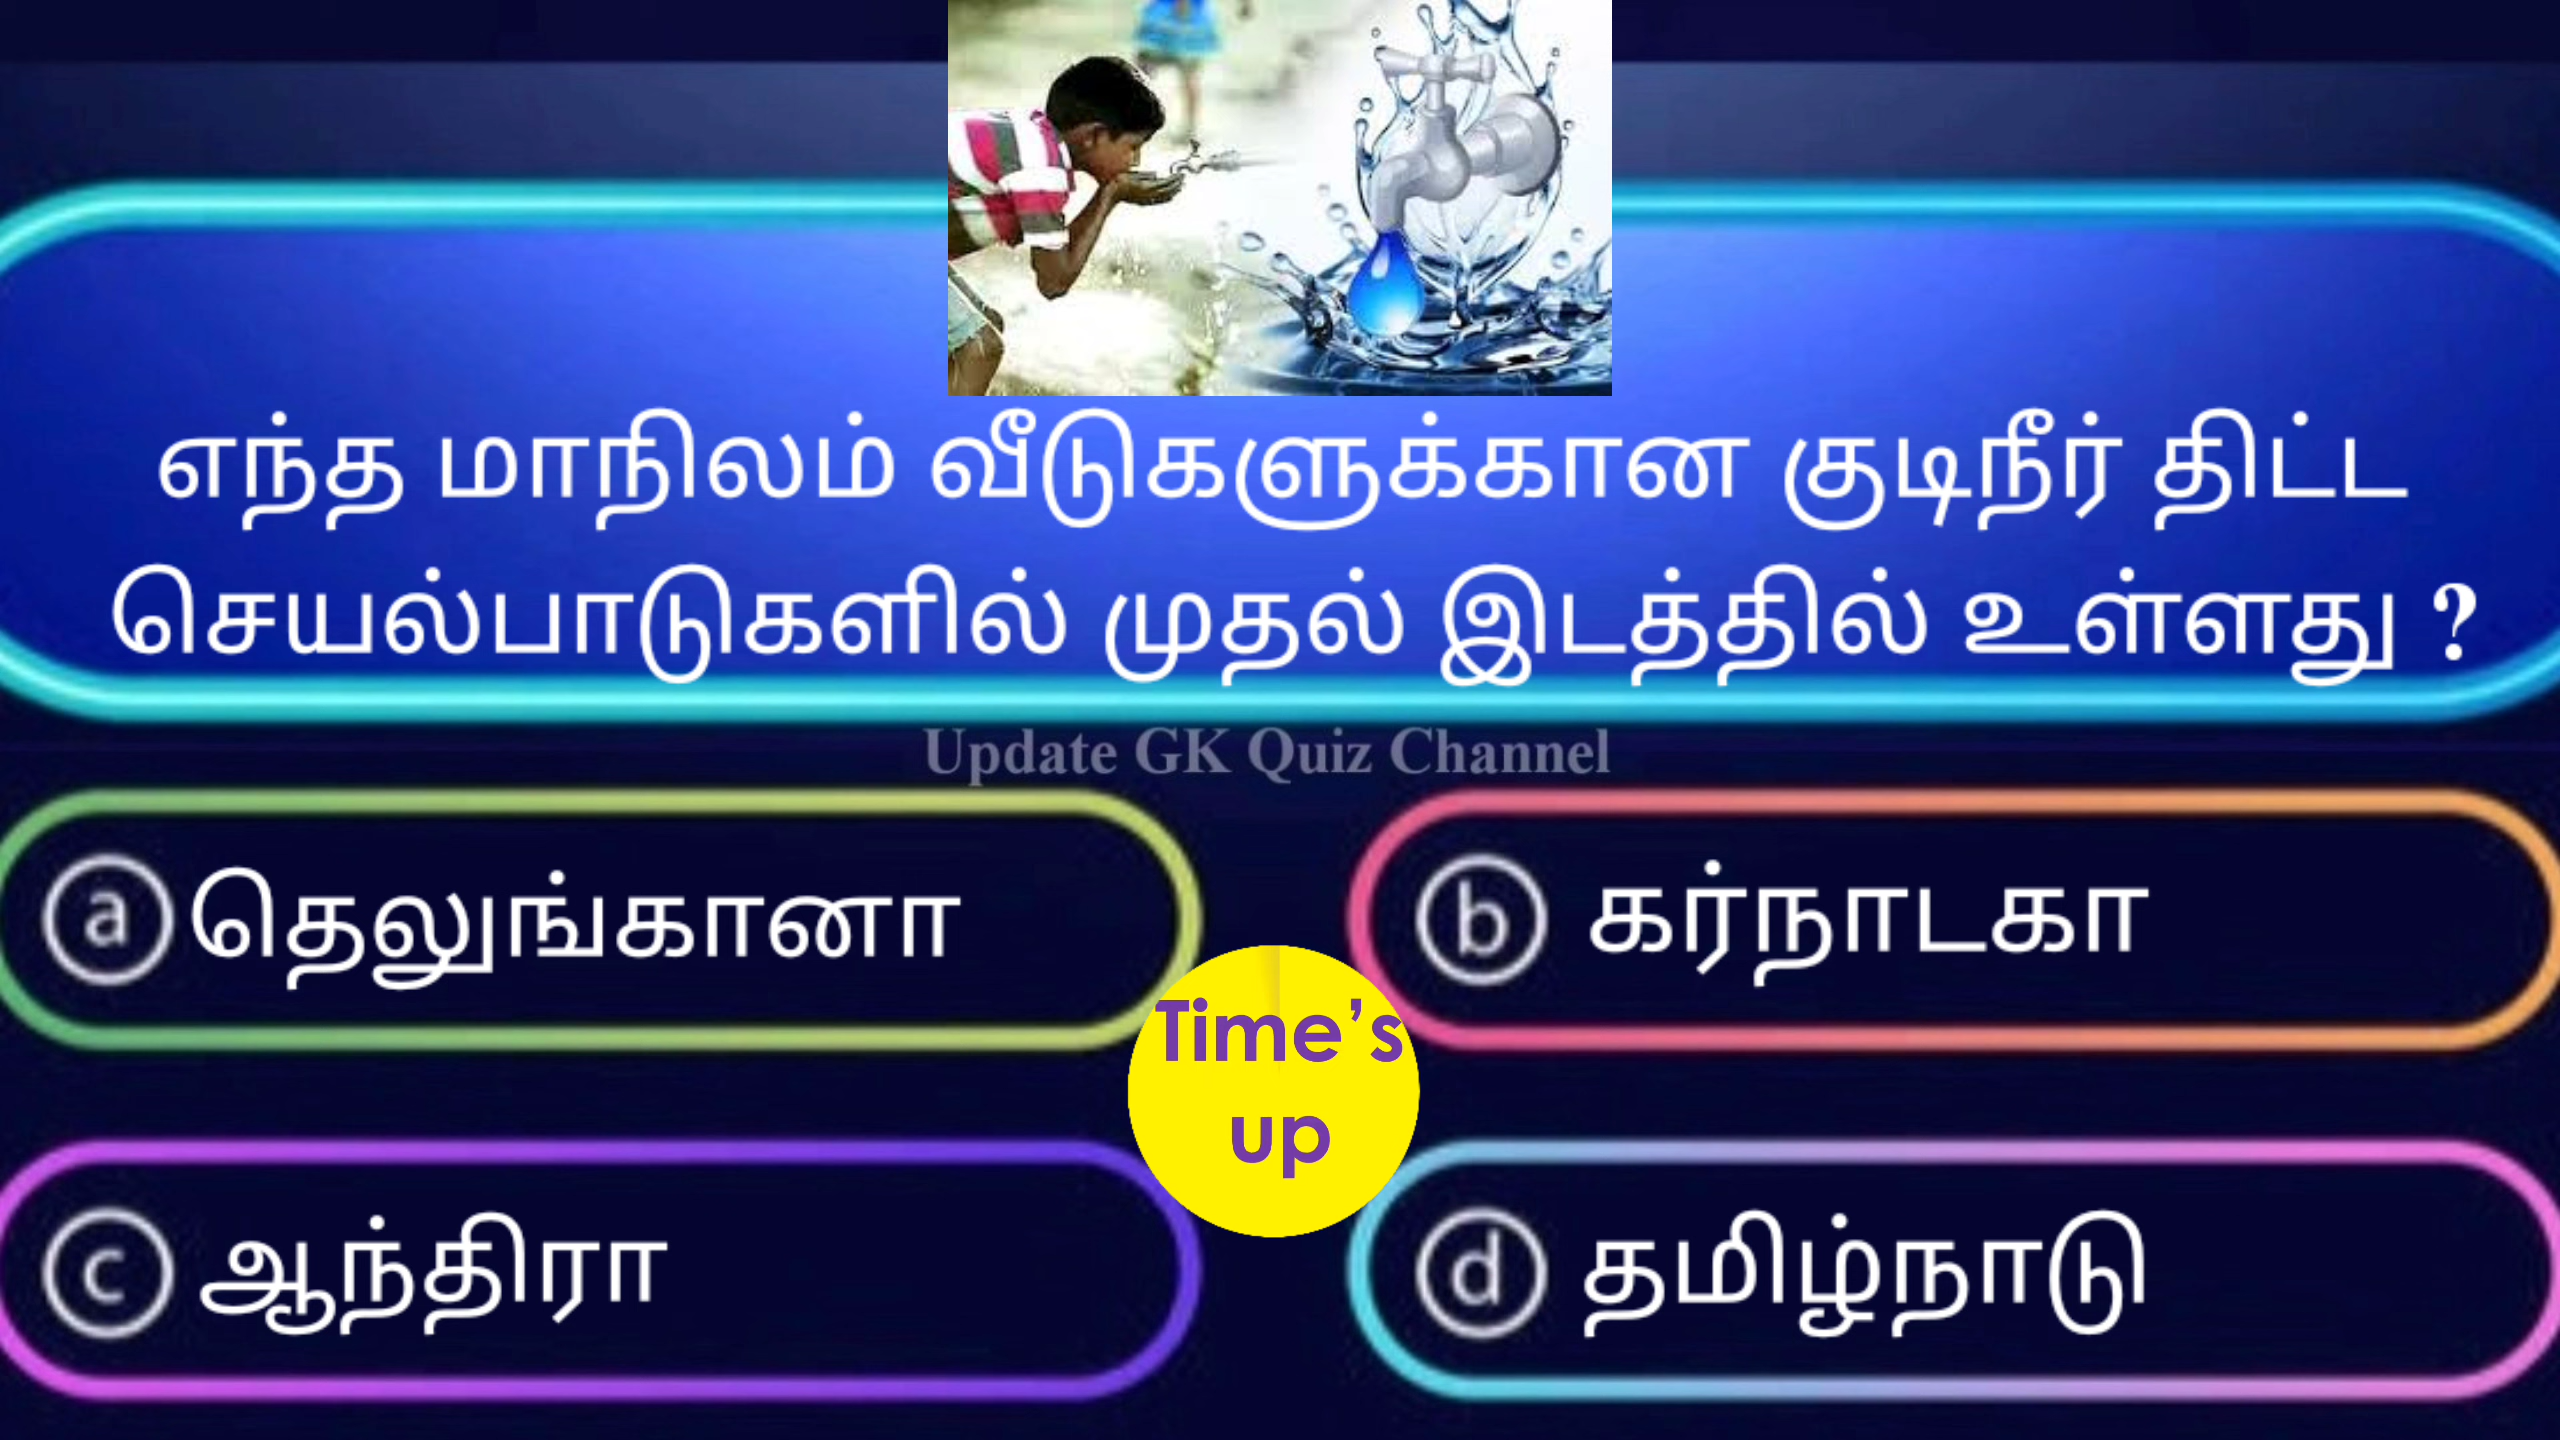 எந்த மாநிலம் வீடுகளுக்கான குடிநீர் திட்ட
செயல்பாடுகளில் முதல் இடத்தில் உள்ளது ?
Update GK Quiz Channel
a தெலுங்கானா
b கர்நாடகா
Time’s
up
c ஆந்திரா
d தமிழ்நாடு